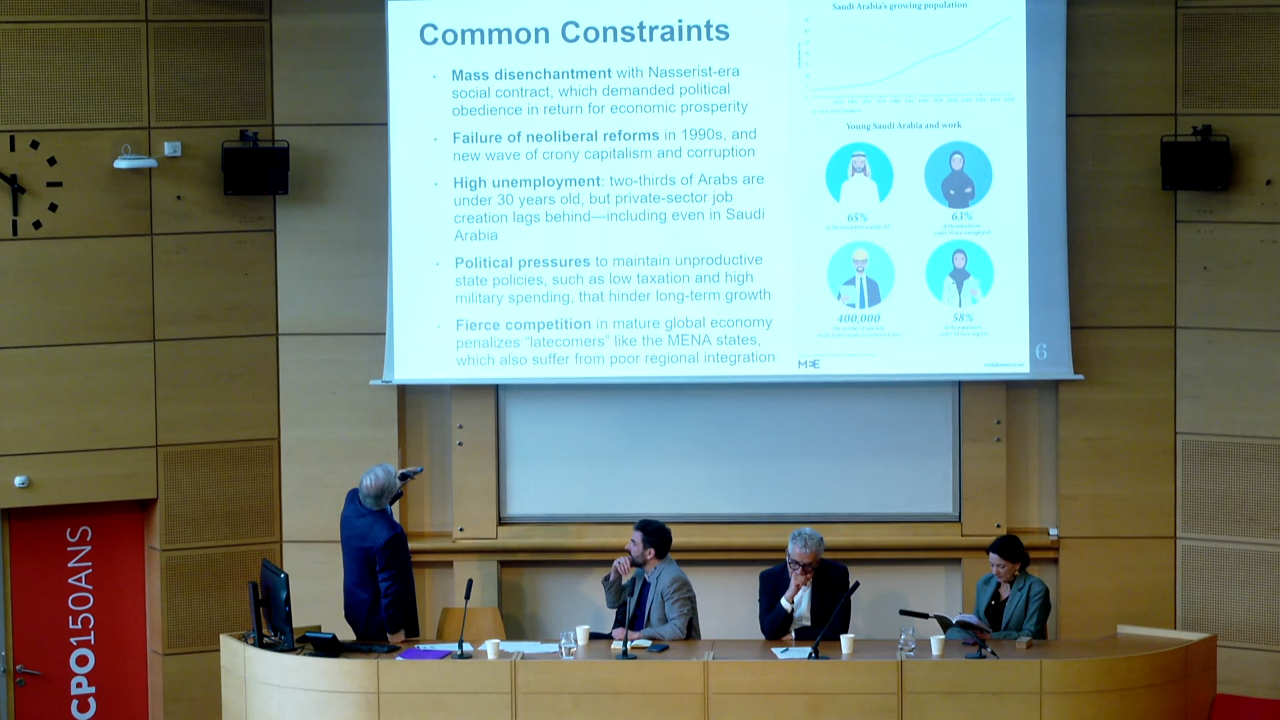 Common Constraints
Mass disenchantment with Nasserist-era
social contract, which demanded political
obedience in return for economic prosperity
Failure of neoliberal reforms in 1990s, and
new wave of crony capitalism and corruption
High unemployment: two-thirds of Arabs are
under 30 years old, but private-sector job
creation lags behind—including even in Saudi
Arabia
Political pressures to maintain unproductive
state policies, such as low taxation and high
military spending, that hinder long-term growth
Fierce competition in mature global economy
penalizes “latecomers” like the MENA states,
which also suffer from poor regional integration
Saudi Arabia's growing population
Young Saudi Arabia and work
65%
63%
400,000
58%
MEE
6
CPO150ANS